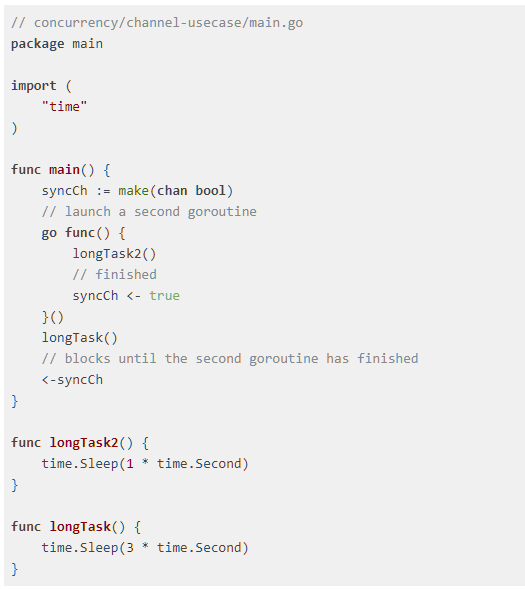 // concurrency/channel-usecase/main.go
package main

import (
    "time"
)

func main() {
    syncCh := make(chan bool)
    // launch a second goroutine
    go func() {
        longTask2()
        // finished
        syncCh <- true
    }()
    longTask()
    // blocks until the second goroutine has finished
    <-syncCh
}

func longTask2() {
    time.Sleep(1 * time.Second)
}

func longTask() {
    time.Sleep(3 * time.Second)
}